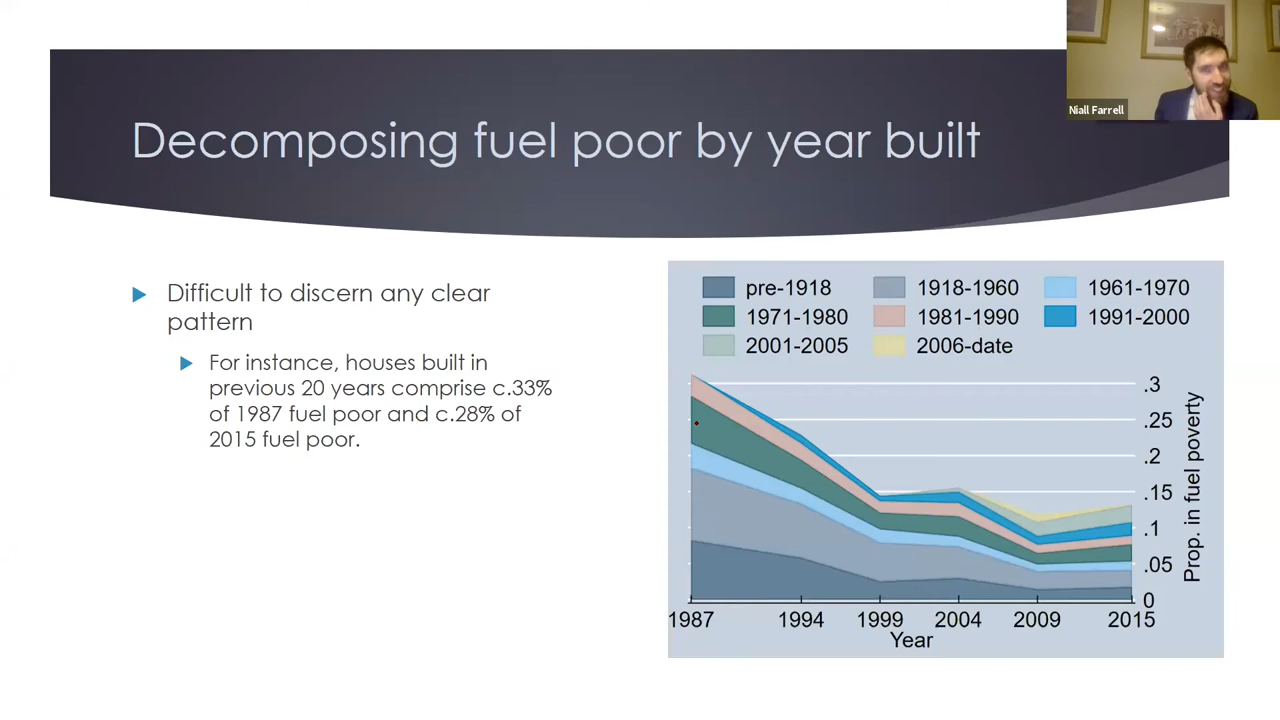 Niall Farrell
Decomposing fuel poor by year built
Difficult to discern any clear
pattern
For instance, houses built in
previous 20 years comprise c.33%
of 1987 fuel poor and c.28% of
2015 fuel poor.
pre-1918 1918-1960 1961-1970
1971-1980 1981-1990 1991-2000
2001-2005 2006-date
.3
.25
.2
.15
.1
.05
0
Prop. in fuel poverty
1987 1994 1999 2004 2009 2015
Year